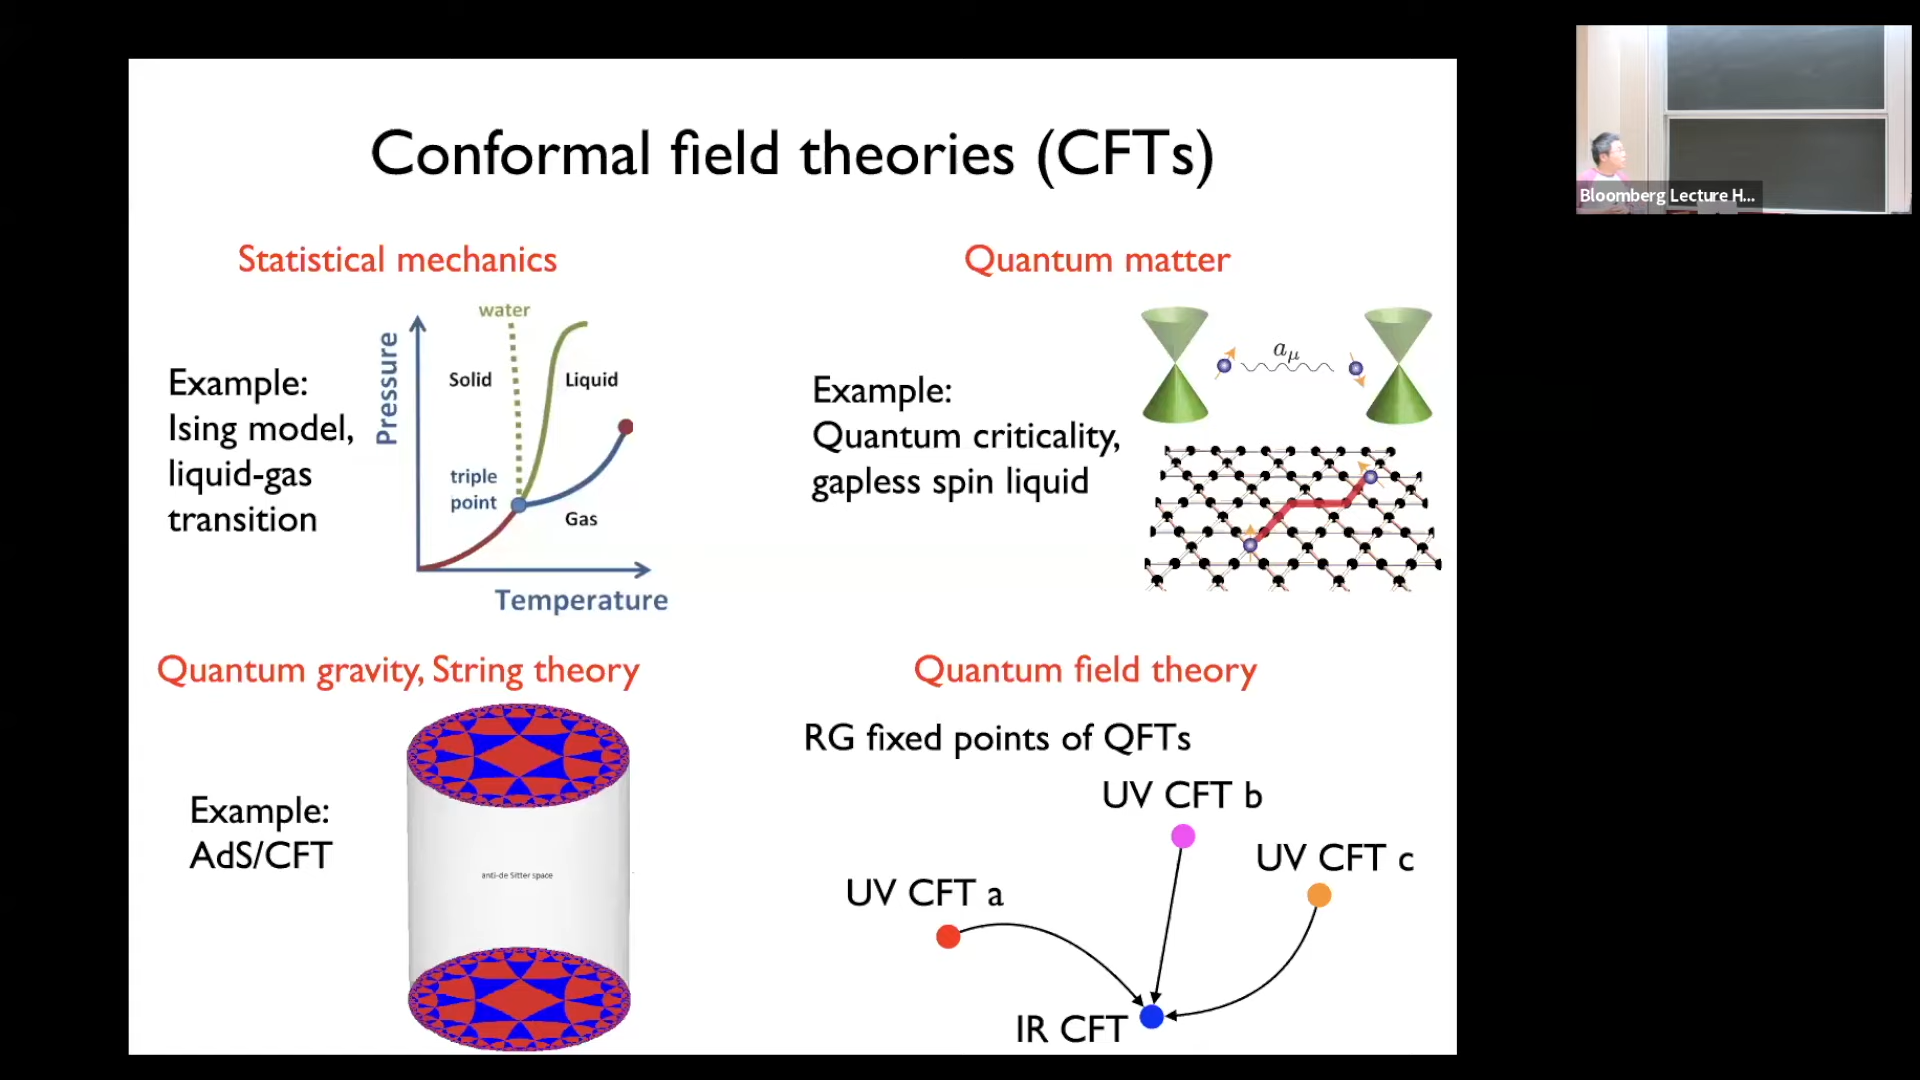 Conformal field theories (CFTs)
Statistical mechanics
Example:
Ising model,
liquid-gas
transition
Pressure
water
Solid
Liquid
triple
point
Gas
Temperature
Quantum matter
Example:
Quantum criticality,
gapless spin liquid
aμ
Quantum gravity, String theory
Example:
AdS/CFT
anti-de Sitter space
Quantum field theory
RG fixed points of QFTs
UV CFT b
UV CFT c
UV CFT a
IR CFT
Bloomberg Lecture H...